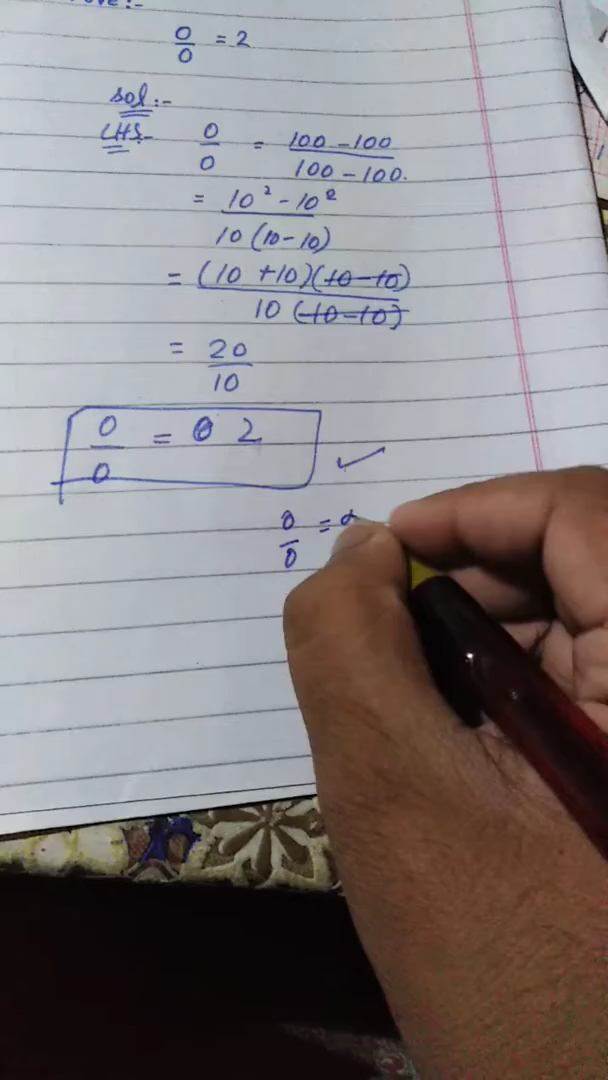 0/0 = 2
Sol:-
LHS:- 0/0 = 100 - 100 / 100 - 100.
= 10² - 10² / 10 (10 - 10)
= (10 + 10)(10 - 10) / 10 (10 - 10)
= 20/10
0/0 = 2
0/0 =